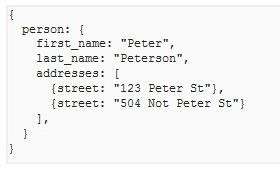 {
  person: {
    first_name: "Peter",
    last_name: "Peterson",
    addresses: [
      {street: "123 Peter St"},
      {street: "504 Not Peter St"}
    ],
  }
}